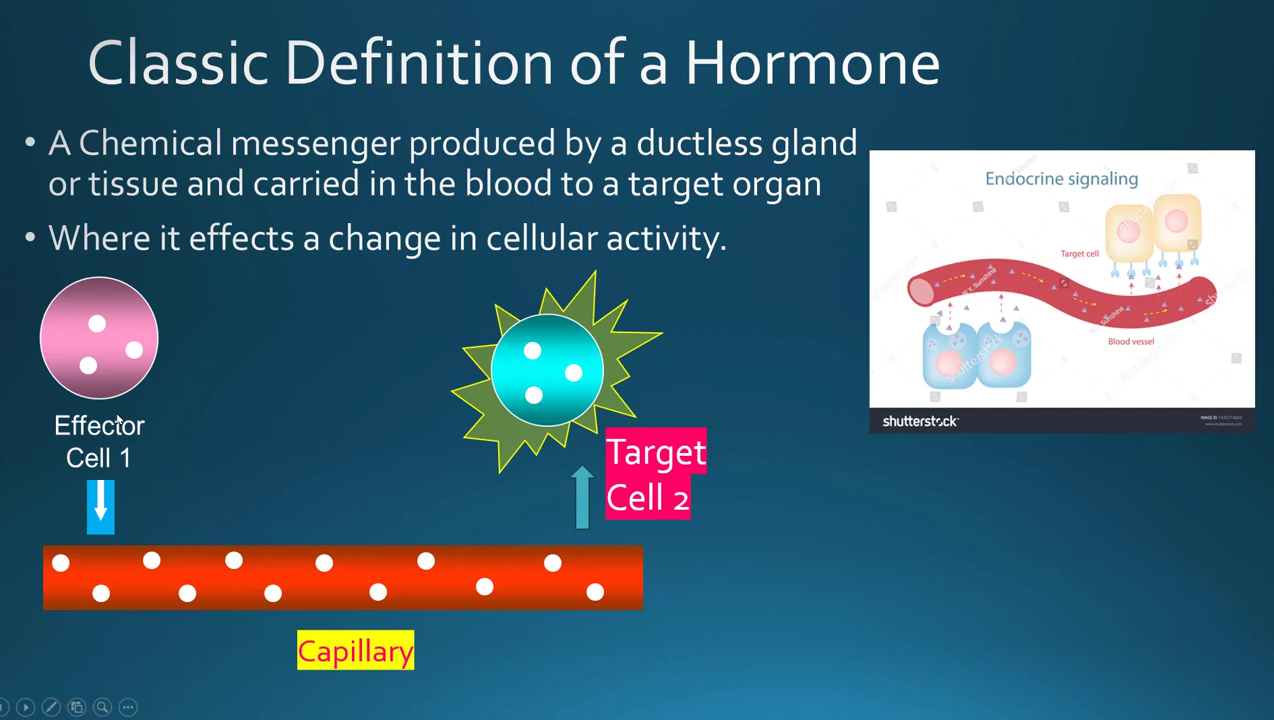 Classic Definition of a Hormone
• A Chemical messenger produced by a ductless gland
or tissue and carried in the blood to a target organ
• Where it effects a change in cellular activity.
Endocrine signaling
Target cell
Blood vessel
shutterstock
Effector
Cell 1
Target
Cell 2
Capillary